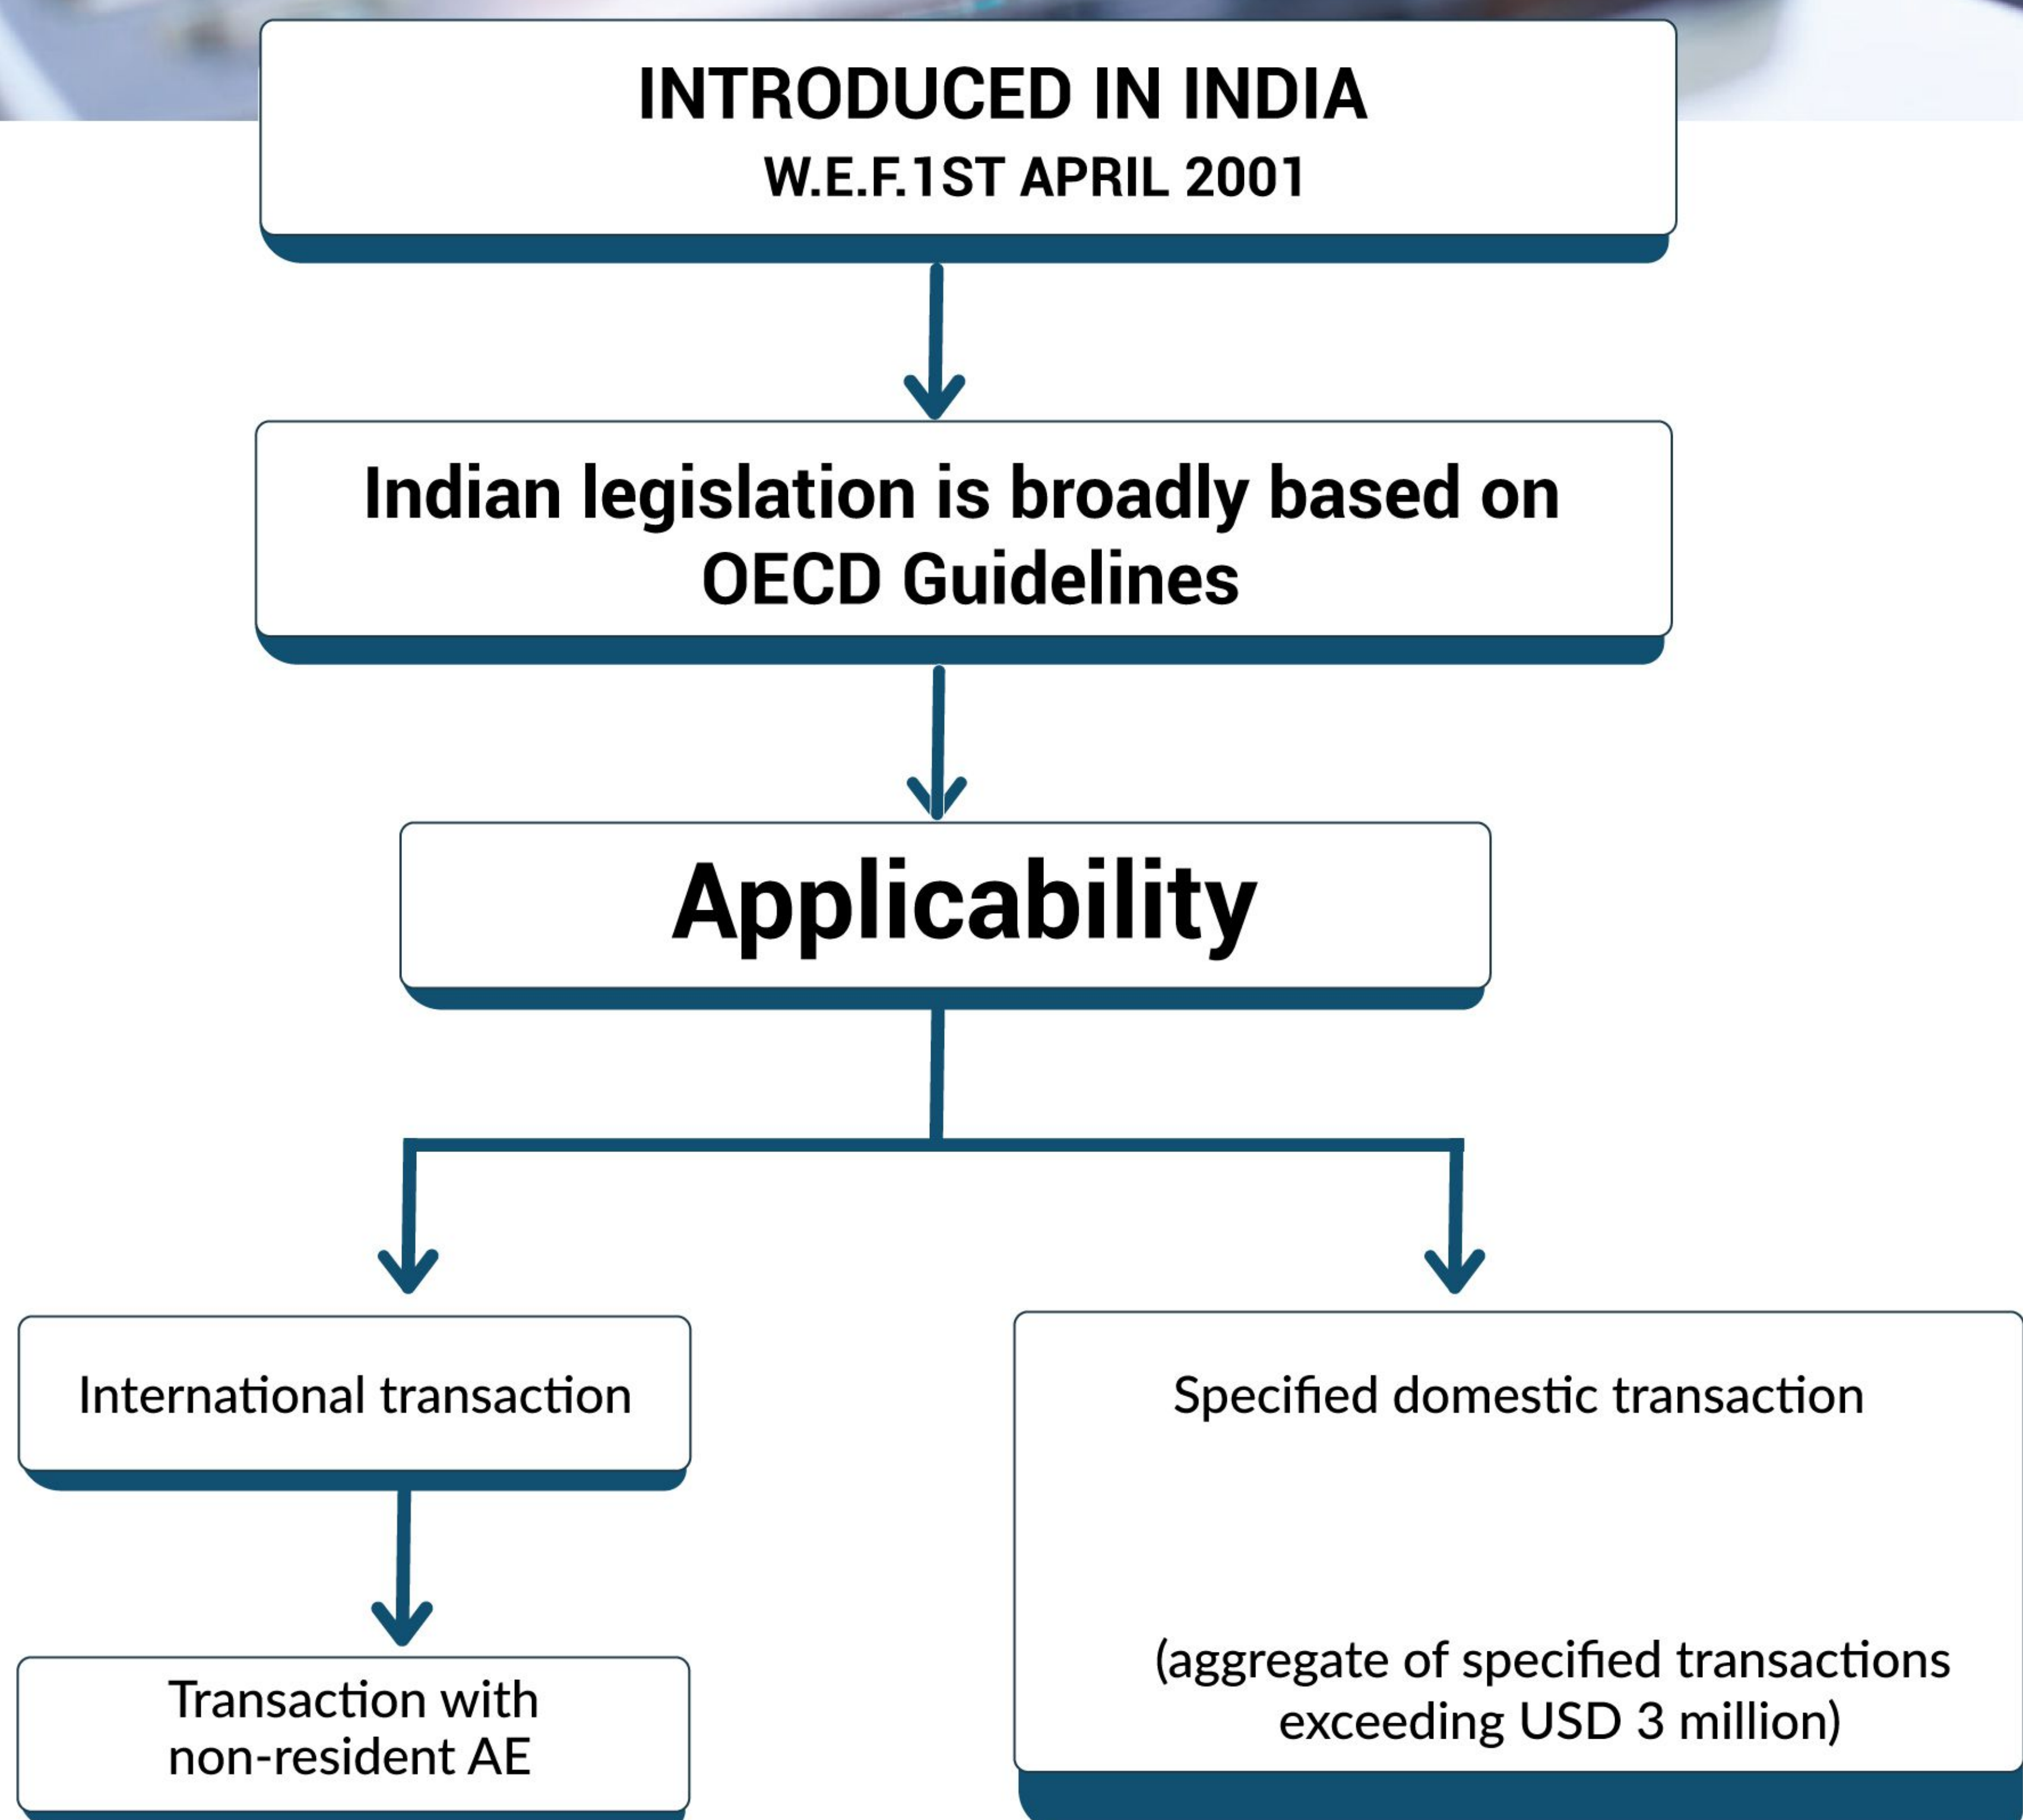 INTRODUCED IN INDIA
W.E.F.1ST APRIL 2001
Indian legislation is broadly based on
OECD Guidelines
Applicability
International transaction
Transaction with
non-resident AE
Specified domestic transaction
(aggregate of specified transactions
exceeding USD 3 million)